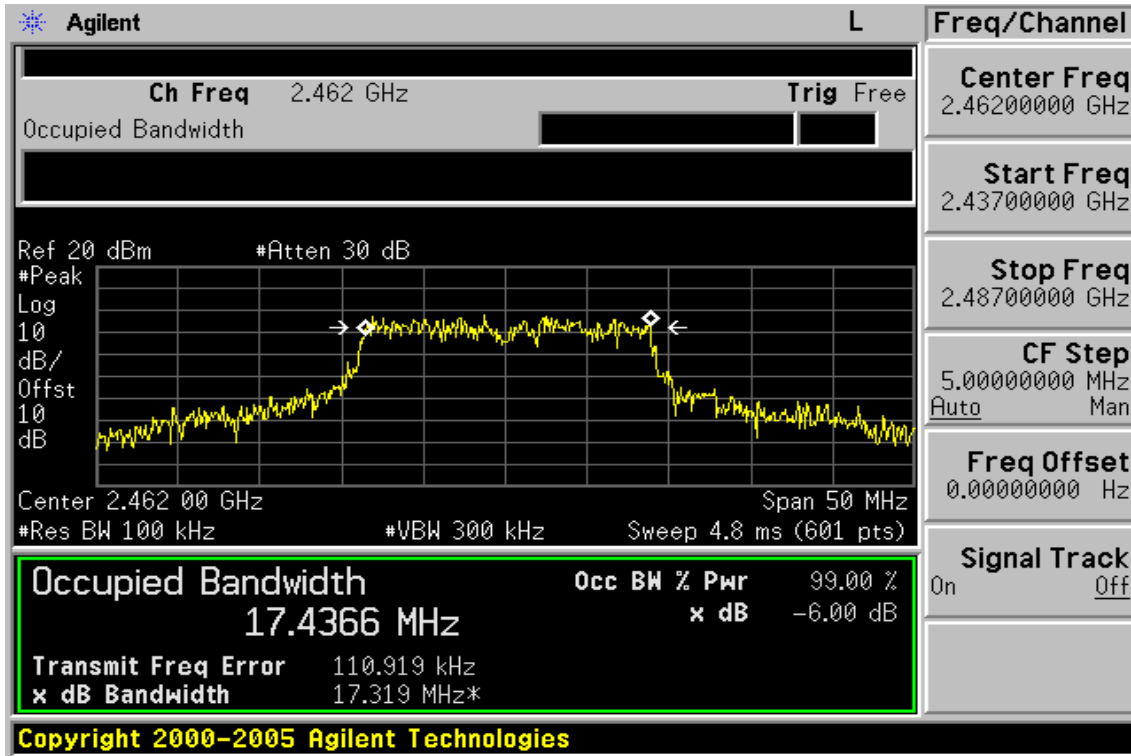 Agilent L
Ch Freq 2.462 GHz Trig Free
Occupied Bandwidth
Ref 20 dBm #Atten 30 dB
#Peak
Log
10
dB/
Offst
10
dB
Center 2.462 00 GHz Span 50 MHz
#Res BW 100 kHz #VBW 300 kHz Sweep 4.8 ms (601 pts)
Occupied Bandwidth
17.4366 MHz
Occ BW % Pwr 99.00 %
x dB -6.00 dB
Transmit Freq Error 110.919 kHz
x dB Bandwidth 17.319 MHz*
Copyright 2000-2005 Agilent Technologies
Freq/Channel
Center Freq
2.46200000 GHz
Start Freq
2.43700000 GHz
Stop Freq
2.48700000 GHz
CF Step
5.00000000 MHz
Auto Man
Freq Offset
0.00000000 Hz
Signal Track
On Off